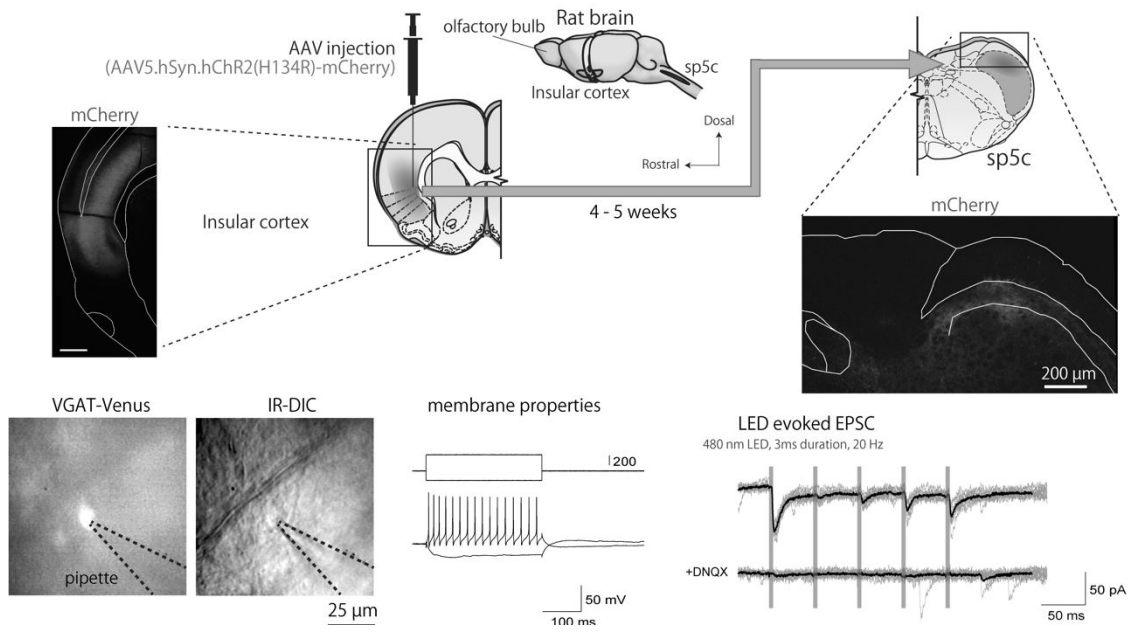 olfactory bulb
Rat brain
AAV injection
(AAV5.hSyn.hChR2(H134R)-mCherry)
sp5c
Insular cortex
mCherry
Dosal
Rostral
sp5c
Insular cortex
4 - 5 weeks
mCherry
200 µm
VGAT-Venus
IR-DIC
membrane properties
LED evoked EPSC
480 nm LED, 3ms duration, 20 Hz
200
pipette
+DNQX
25 µm
50 mV
100 ms
50 pA
50 ms